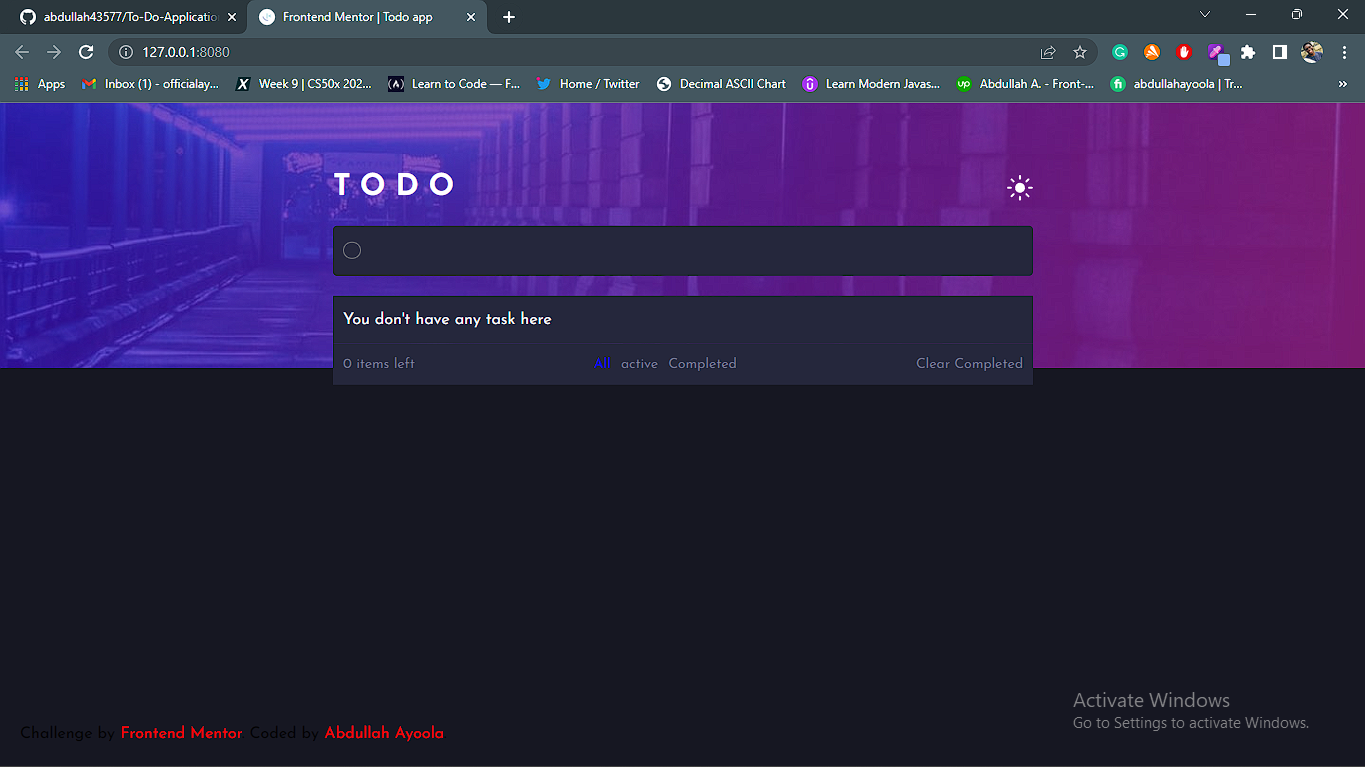 abdullah43577/To-Do-Applicatio
Frontend Mentor | Todo app
127.0.0.1:8080
Apps
Inbox (1) - officialay...
Week 9 | CS50x 202...
Learn to Code — F...
Home / Twitter
Decimal ASCII Chart
Learn Modern Javas...
Abdullah A. - Front-...
abdullahayoola | Tr...
TODO
You don't have any task here
0 items left
All active Completed
Clear Completed
Activate Windows
Go to Settings to activate Windows.
Challenge by Frontend Mentor Coded by Abdullah Ayoola